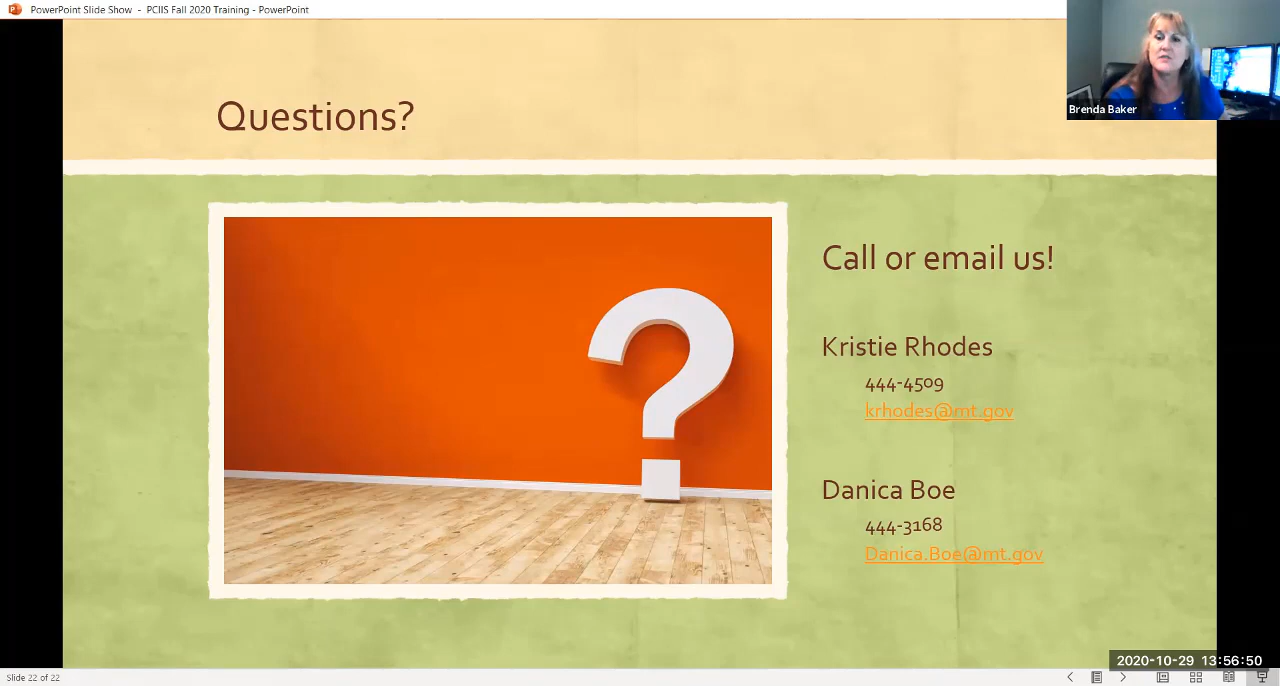 PowerPoint Slide Show - PCIIS Fall 2020 Training - PowerPoint
Brenda Baker
Questions?
Call or email us!
Kristie Rhodes
444-4509
krhodes@mt.gov
Danica Boe
444-3168
Danica.Boe@mt.gov
2020-10-29 13:56:50
Slide 22 of 22